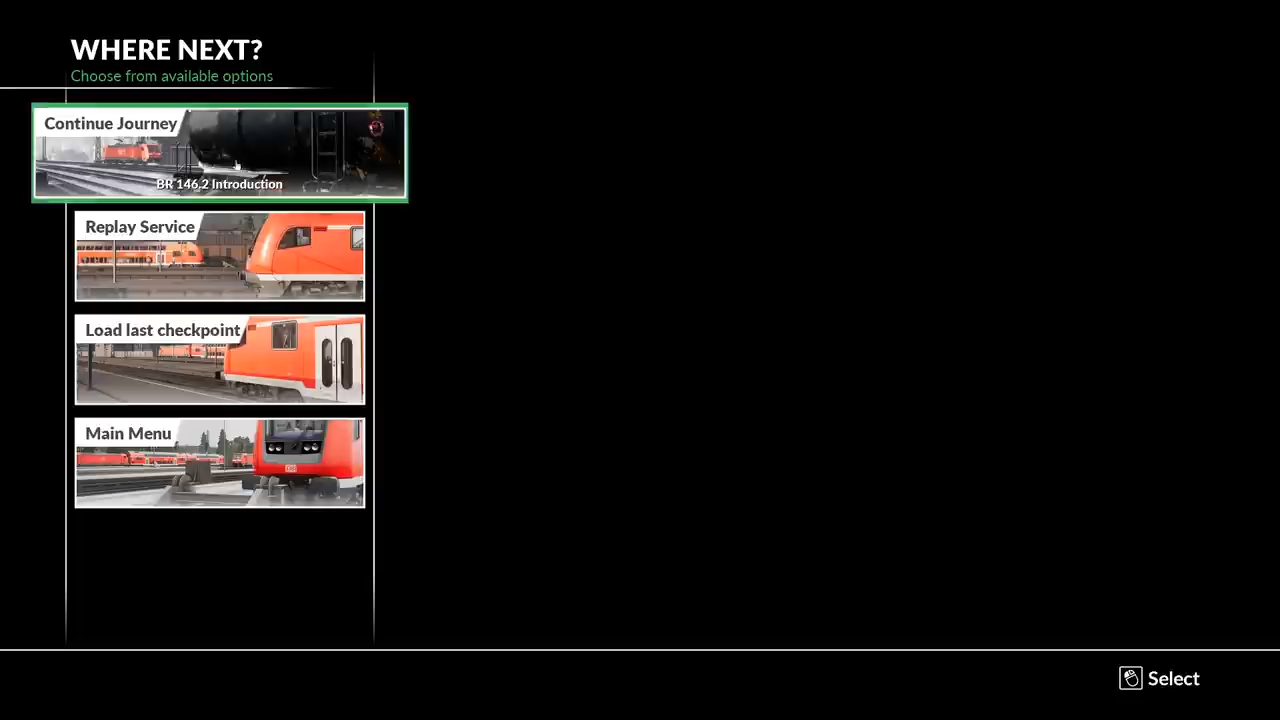 WHERE NEXT?
Choose from available options
Continue Journey
BR 146.2 Introduction
Replay Service
Load last checkpoint
Main Menu
Select